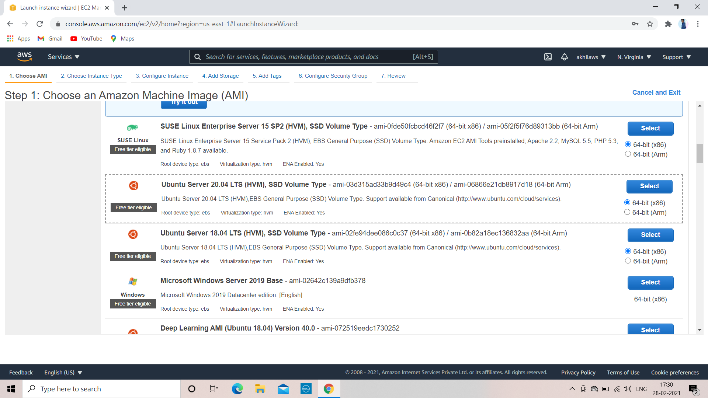 Launch instance wizard | EC2 Man
console.aws.amazon.com/ec2/v2/home?region=us-east-1#LaunchInstanceWizard:
Apps Gmail YouTube Maps
aws Services Search for services, features, marketplace products, and docs [Alt+S] akhilaws N. Virginia Support
1. Choose AMI 2. Choose Instance Type 3. Configure Instance 4. Add Storage 5. Add Tags 6. Configure Security Group 7. Review
Step 1: Choose an Amazon Machine Image (AMI) Cancel and Exit
Try it out
SUSE Linux Enterprise Server 15 SP2 (HVM), SSD Volume Type - ami-0fde50fcbcd46f2f7 (64-bit x86) / ami-05f2f5f76d89313bb (64-bit Arm) Select
SUSE Linux
SUSE Linux Enterprise Server 15 Service Pack 2 (HVM), EBS General Purpose (SSD) Volume Type. Amazon EC2 AMI Tools preinstalled, Apache 2.2, MySQL 5.5, PHP 5.3, 64-bit (x86)
Free tier eligible and Ruby 1.8.7 available. 64-bit (Arm)
Root device type: ebs Virtualization type: hvm ENA Enabled: Yes
Ubuntu Server 20.04 LTS (HVM), SSD Volume Type - ami-03d315ad33b9d49c4 (64-bit x86) / ami-06866e21db8917d18 (64-bit Arm) Select
Ubuntu Server 20.04 LTS (HVM),EBS General Purpose (SSD) Volume Type. Support available from Canonical (http://www.ubuntu.com/cloud/services). 64-bit (x86)
Free tier eligible
Root device type: ebs Virtualization type: hvm ENA Enabled: Yes 64-bit (Arm)
Ubuntu Server 18.04 LTS (HVM), SSD Volume Type - ami-02fe94dee086c0c37 (64-bit x86) / ami-0b82a18ec136832aa (64-bit Arm) Select
Ubuntu Server 18.04 LTS (HVM),EBS General Purpose (SSD) Volume Type. Support available from Canonical (http://www.ubuntu.com/cloud/services). 64-bit (x86)
Free tier eligible
Root device type: ebs Virtualization type: hvm ENA Enabled: Yes 64-bit (Arm)
Microsoft Windows Server 2019 Base - ami-02642c139a9dfb378 Select
Windows Microsoft Windows 2019 Datacenter edition. [English] 64-bit (x86)
Free tier eligible
Root device type: ebs Virtualization type: hvm ENA Enabled: Yes
Deep Learning AMI (Ubuntu 18.04) Version 40.0 - ami-072519eedc1730252 Select
Feedback English (US) © 2008 - 2021, Amazon Internet Services Private Ltd. or its affiliates. All rights reserved. Privacy Policy Terms of Use Cookie preferences
Type here to search ENG 17:30
28-02-2021